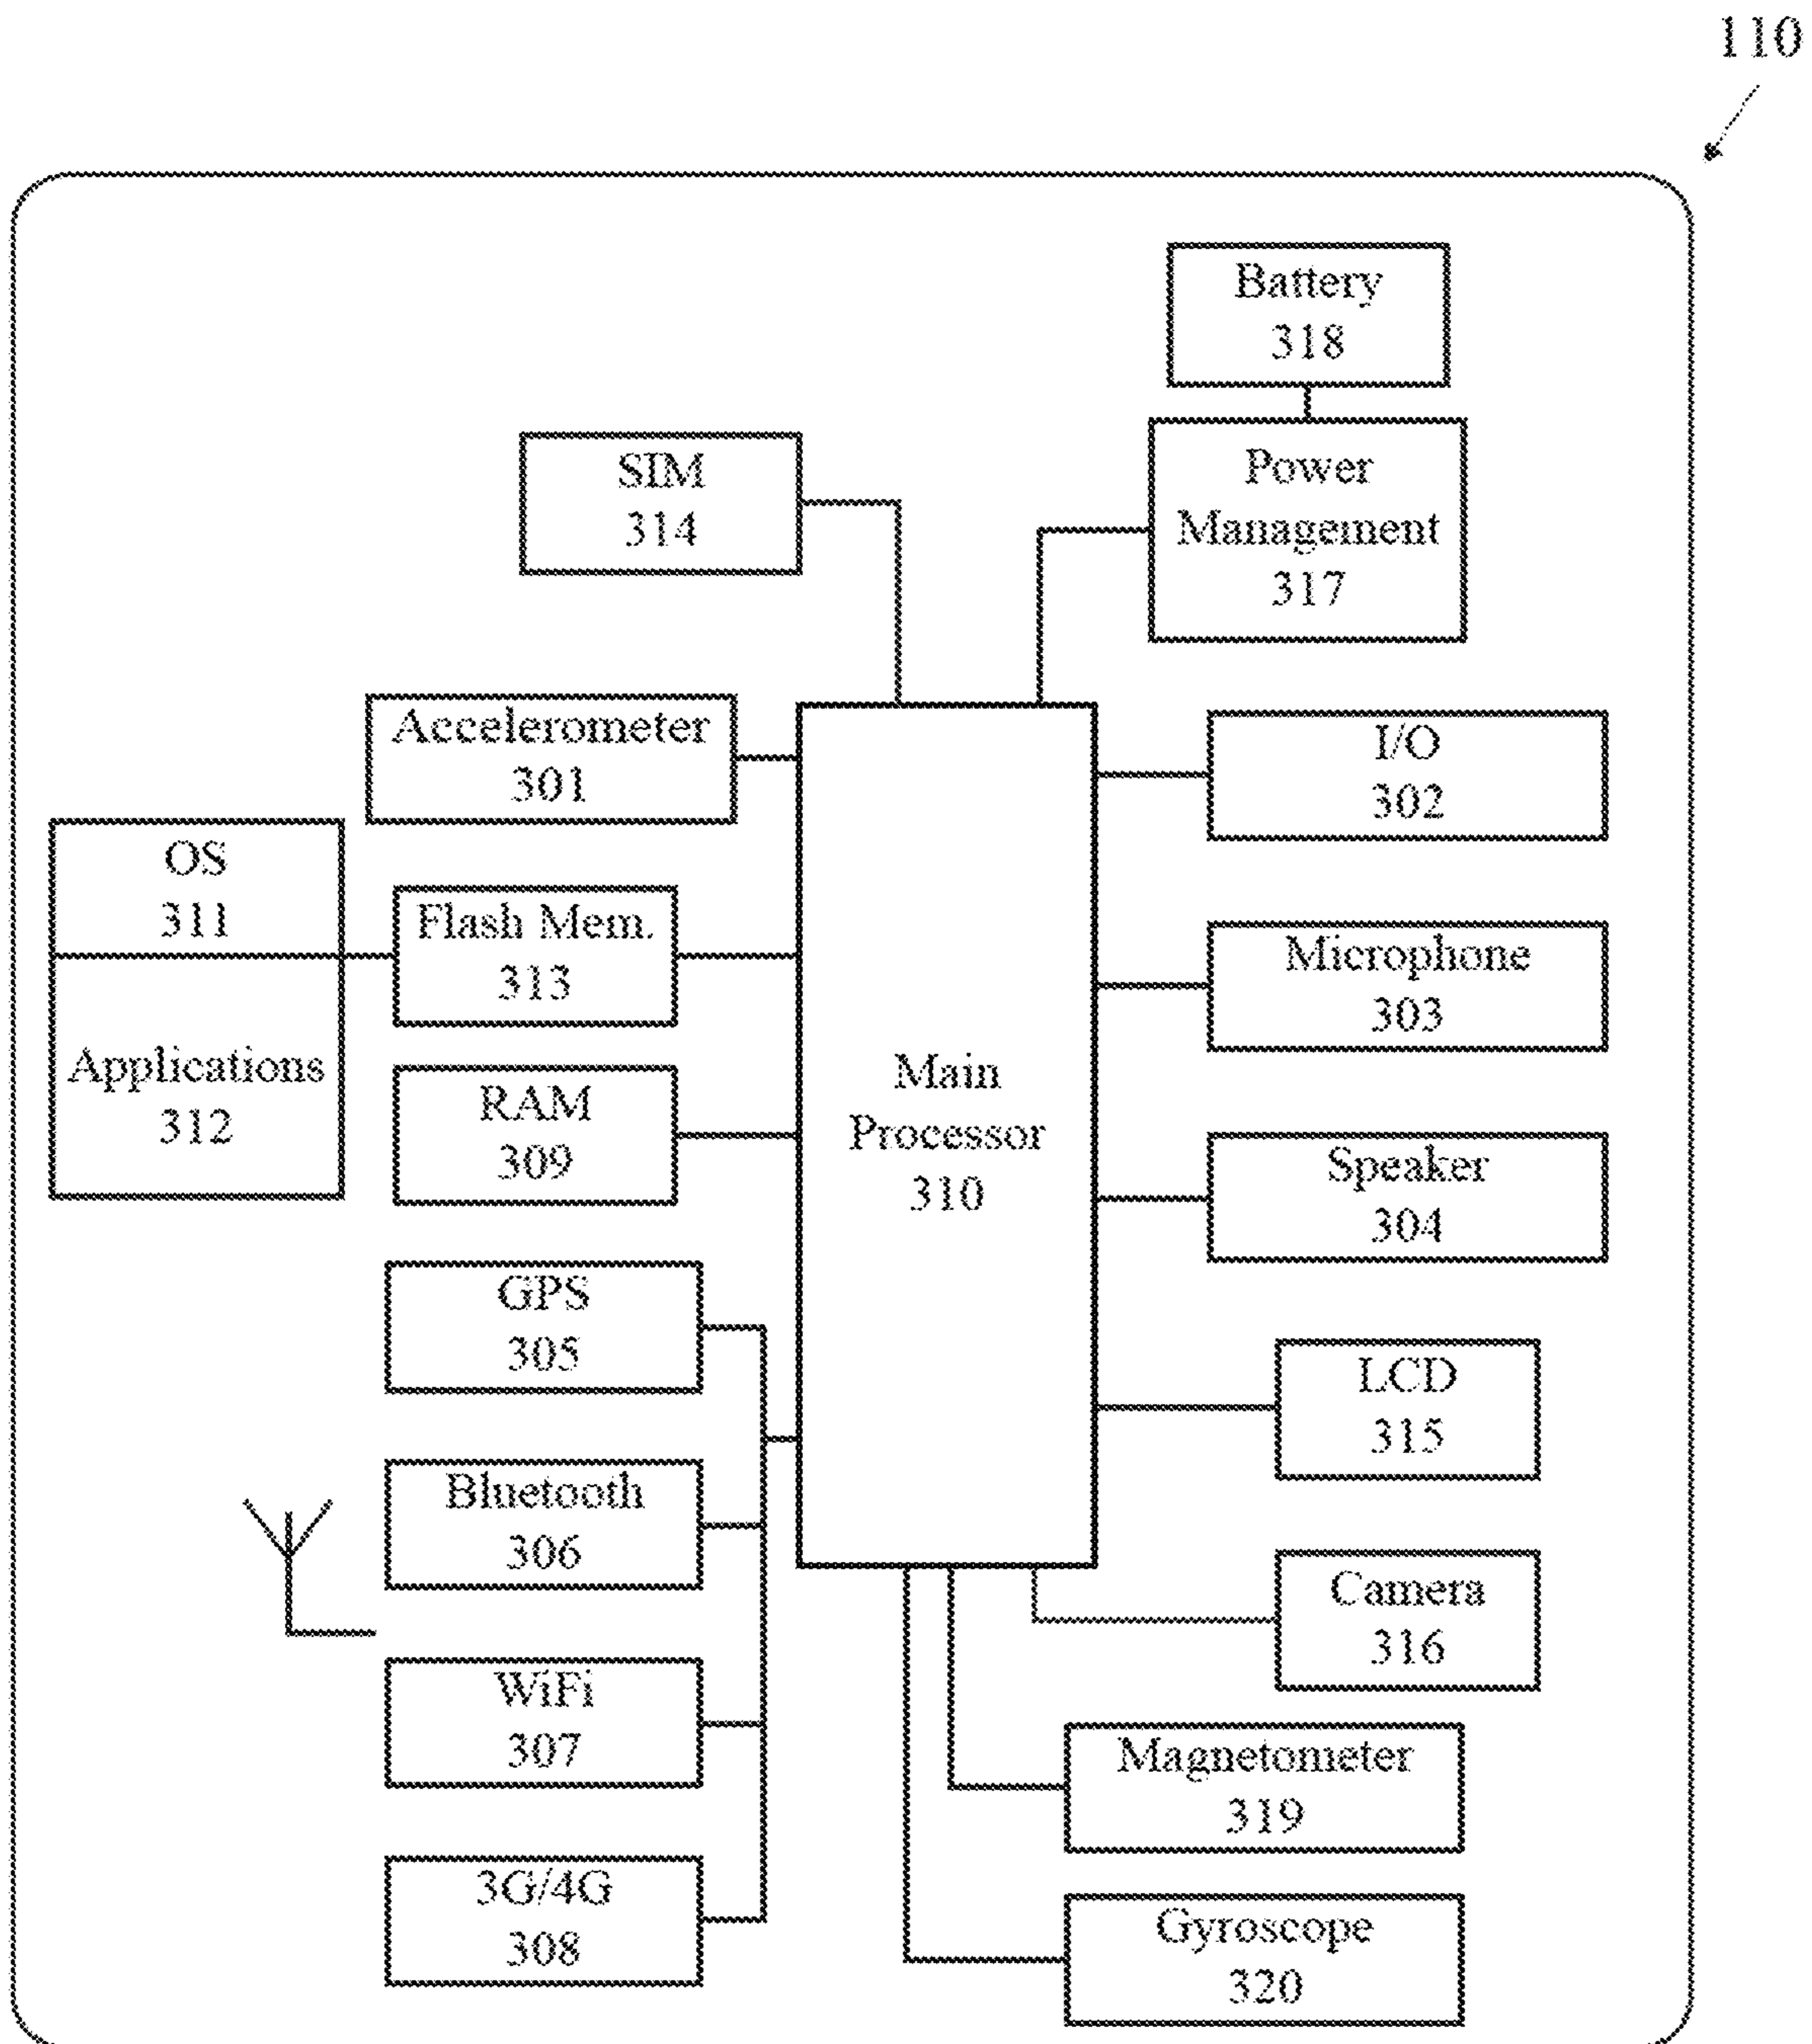 110
Battery
318
SIM
314
Power
Management
317
Accelerometer
301
I/O
302
OS
311
Flash Mem.
313
Microphone
303
Applications
312
RAM
309
Main
Processor
310
Speaker
304
GPS
305
LCD
315
Bluetooth
306
Camera
316
WiFi
307
Magnetometer
319
3G/4G
308
Gyroscope
320